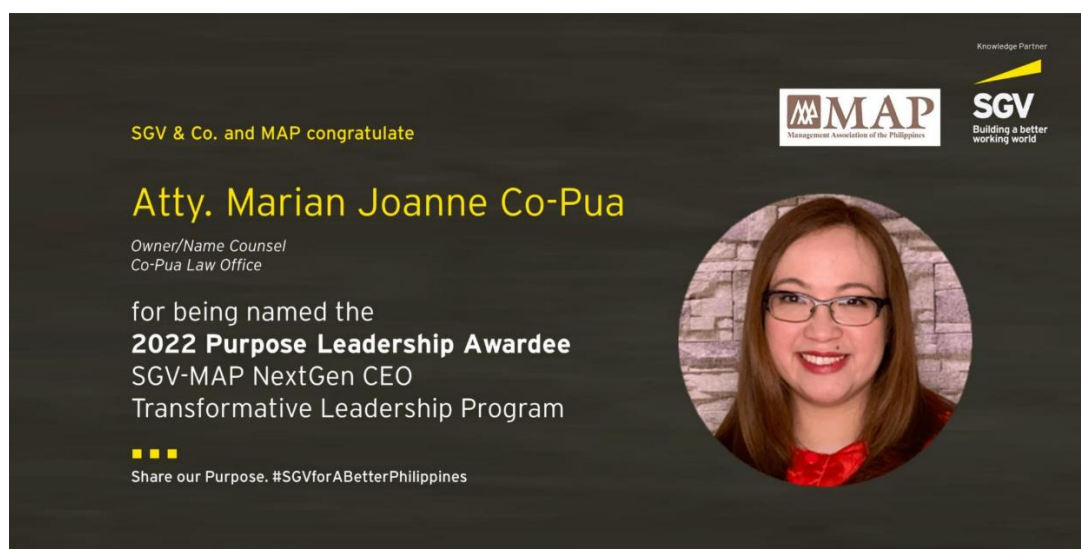 Knowledge Partner
MAP
Management Association of the Philippines
SGV
Building a better
working world
SGV & Co. and MAP congratulate
Atty. Marian Joanne Co-Pua
Owner/Name Counsel
Co-Pua Law Office
for being named the
2022 Purpose Leadership Awardee
SGV-MAP NextGen CEO
Transformative Leadership Program
Share our Purpose. #SGVforABetterPhilippines